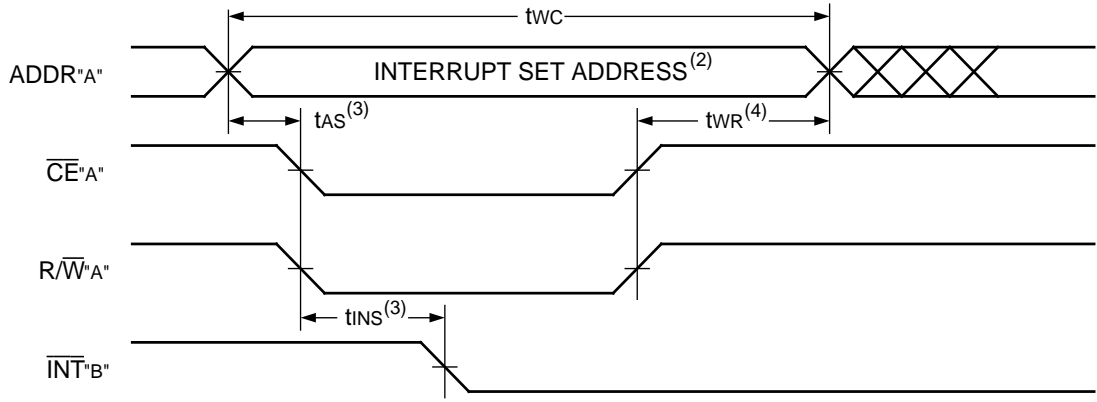 tWC
ADDR"A"
INTERRUPT SET ADDRESS(2)
tAS(3)
tWR(4)
CE"A"
R/W"A"
tINS(3)
INT"B"